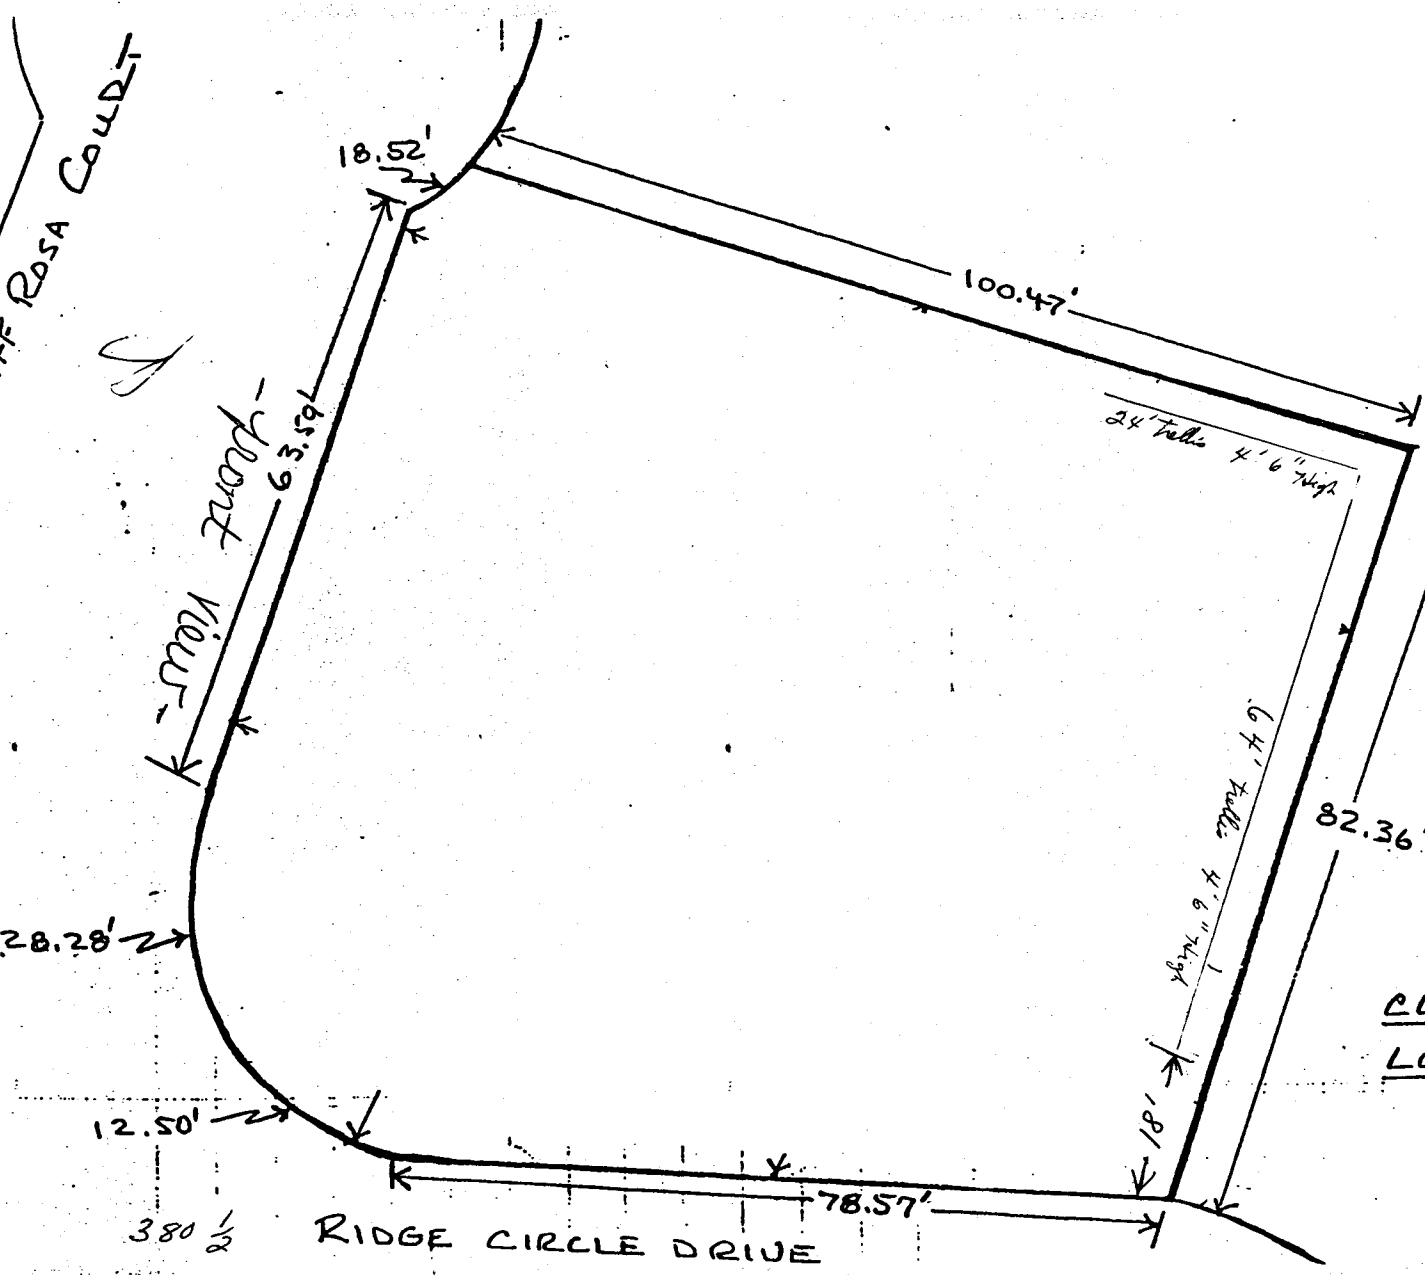 ROSA COURT
18.52'
100.47'
24' trellis 4' 6" High
63.59'
Front
View
64' trellis 4' 6" High
82.36'
28.28'
18'
12.50'
78.57'
380 ½
RIDGE CIRCLE DRIVE